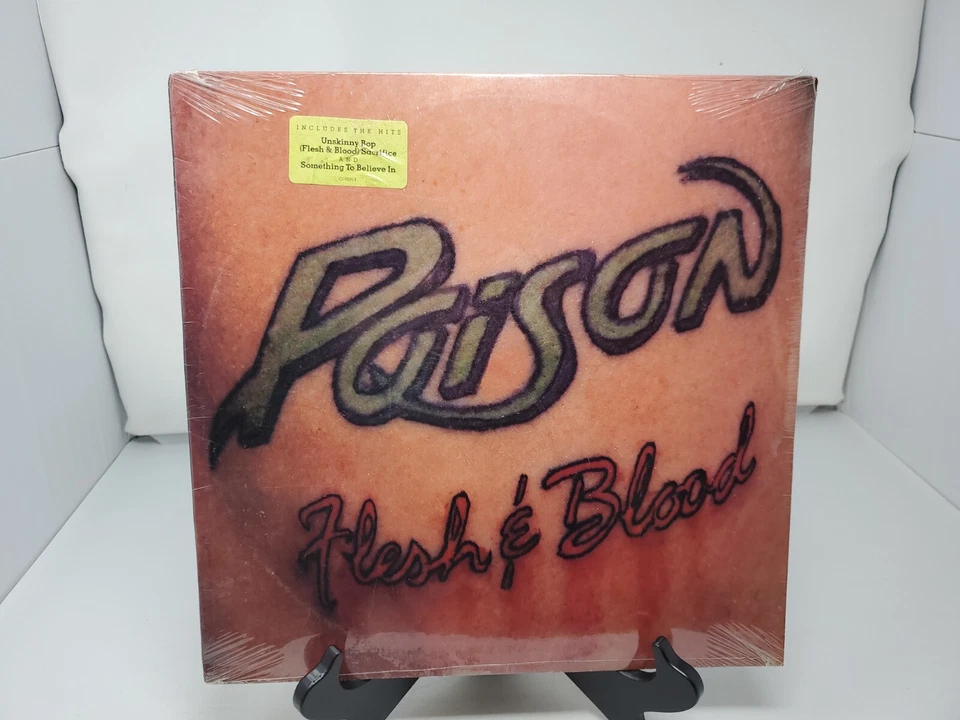 INCLUDES THE HITS
Unskinny Bop
(Flesh & Blood) Sacrifice
AND
Something To Believe In
Poison
Flesh & Blood